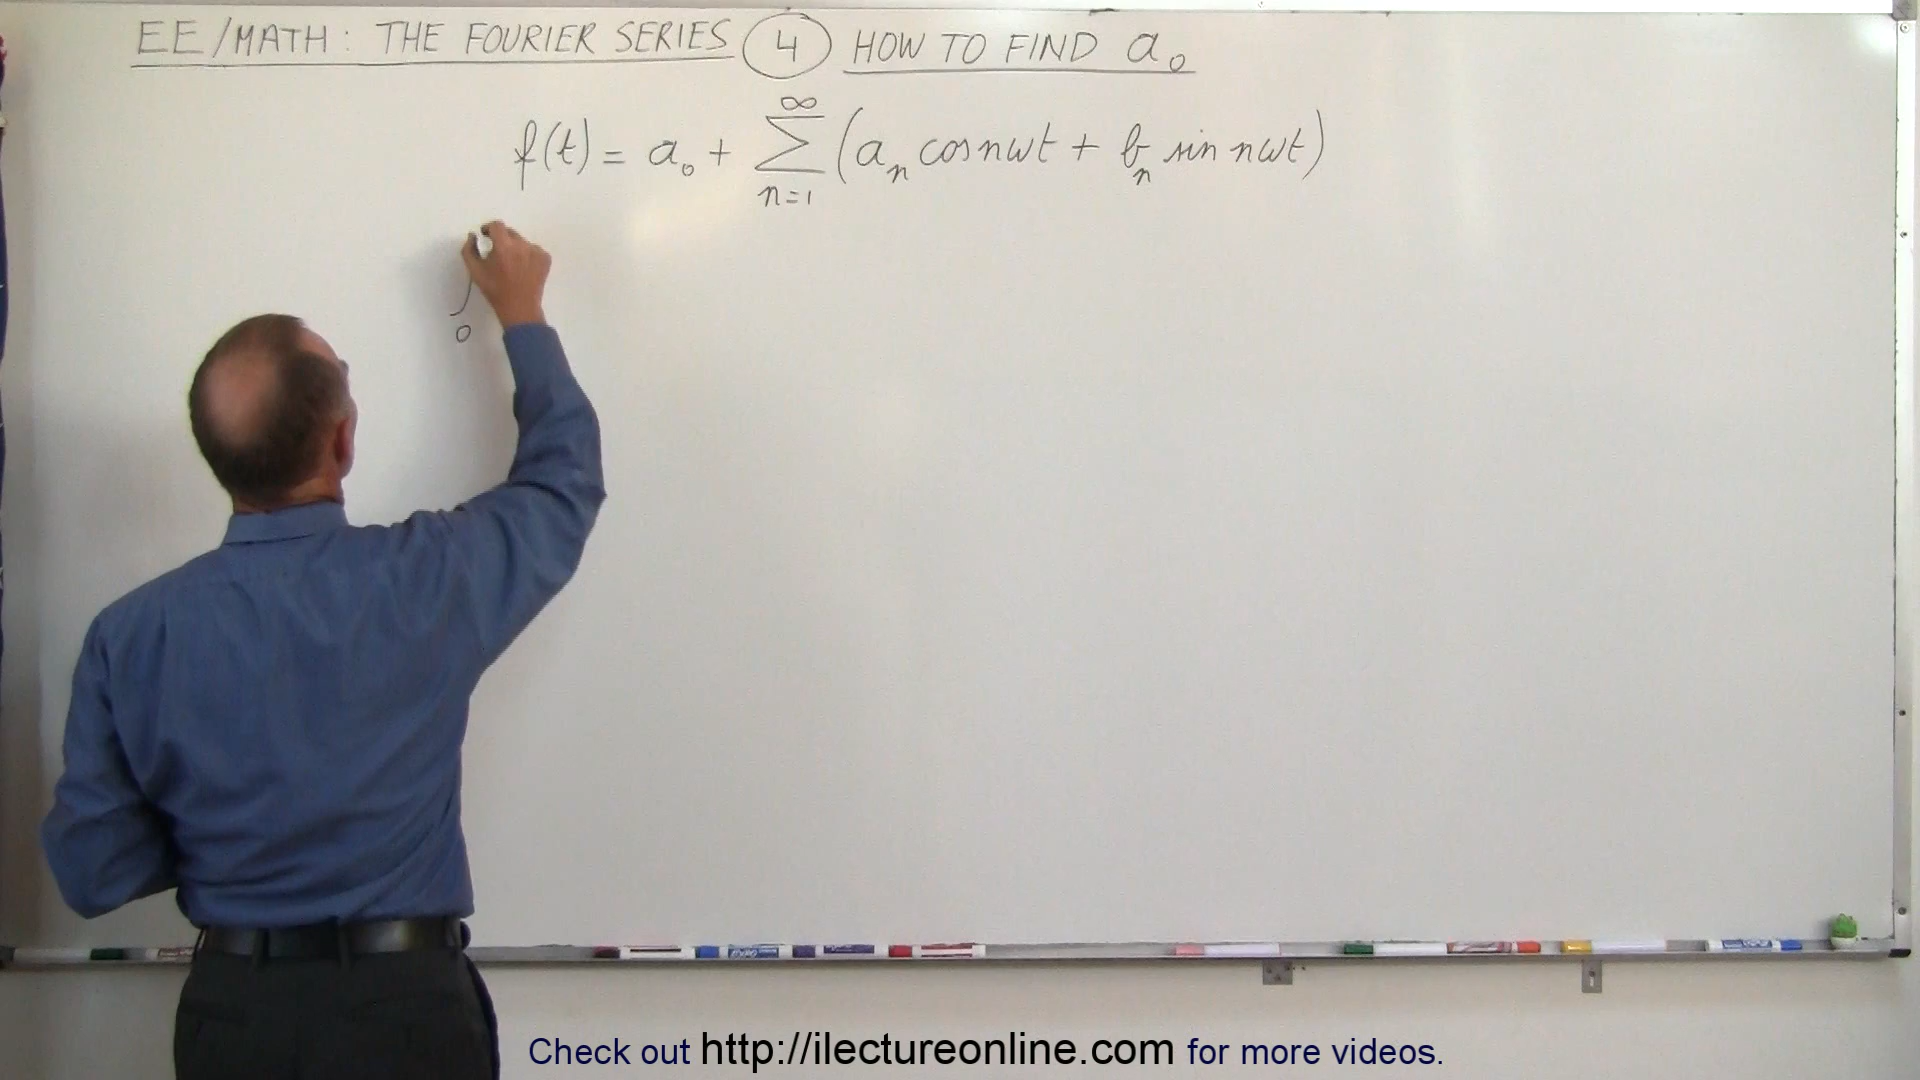 EE/MATH: THE FOURIER SERIES 4 HOW TO FIND a₀
∞
f(t) = a₀ + ∑ (aₙ cos nωt + bₙ sin nωt)
n=1
∫
0
Check out http://ilectureonline.com for more videos.